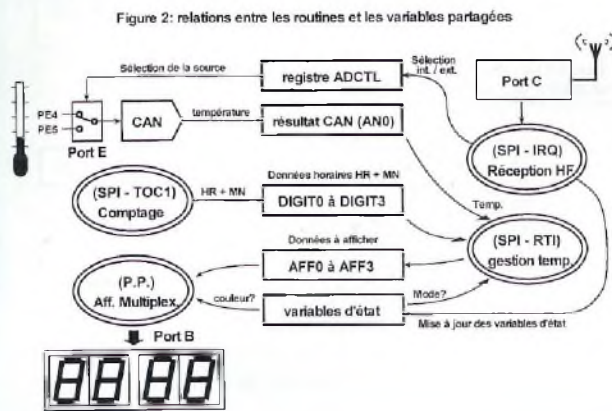 Figure 2: relations entre les routines et les variables partagées
Sélection de la source
registre ADCTL
Sélection
int. / ext.
Port C
PE4
PE5
Port E
CAN
température
résultat CAN (AN0)
(SPI - IRQ)
Réception HF
(SPI - TOC1)
Comptage
HR + MN
Données horaires HR + MN
DIGIT0 à DIGIT3
Temp.
(SPI - RTI)
gestion temp.
Données à afficher
AFF0 à AFF3
(P.P.)
Aff. Multiplex.
couleur?
variables d'état
Mode?
Mise à jour des variables d'état
Port B
88 88